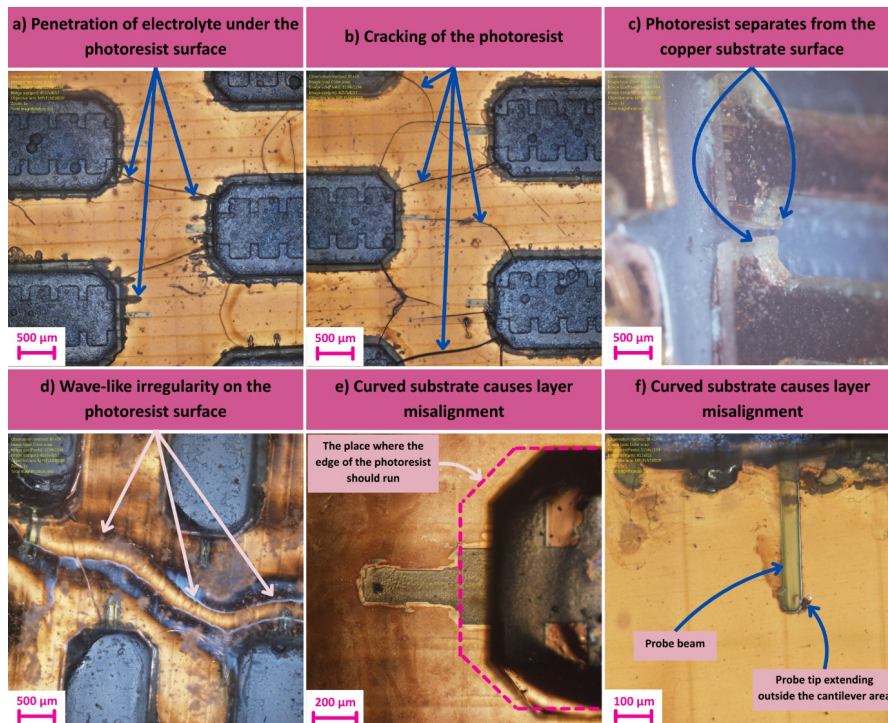 a) Penetration of electrolyte under the
photoresist surface
b) Cracking of the photoresist
c) Photoresist separates from the
copper substrate surface
500 µm
500 µm
500 µm
d) Wave-like irregularity on the
photoresist surface
e) Curved substrate causes layer
misalignment
f) Curved substrate causes layer
misalignment
The place where the
edge of the photoresist
should run
Probe beam
Probe tip extending
outside the cantilever area
500 µm
200 µm
100 µm